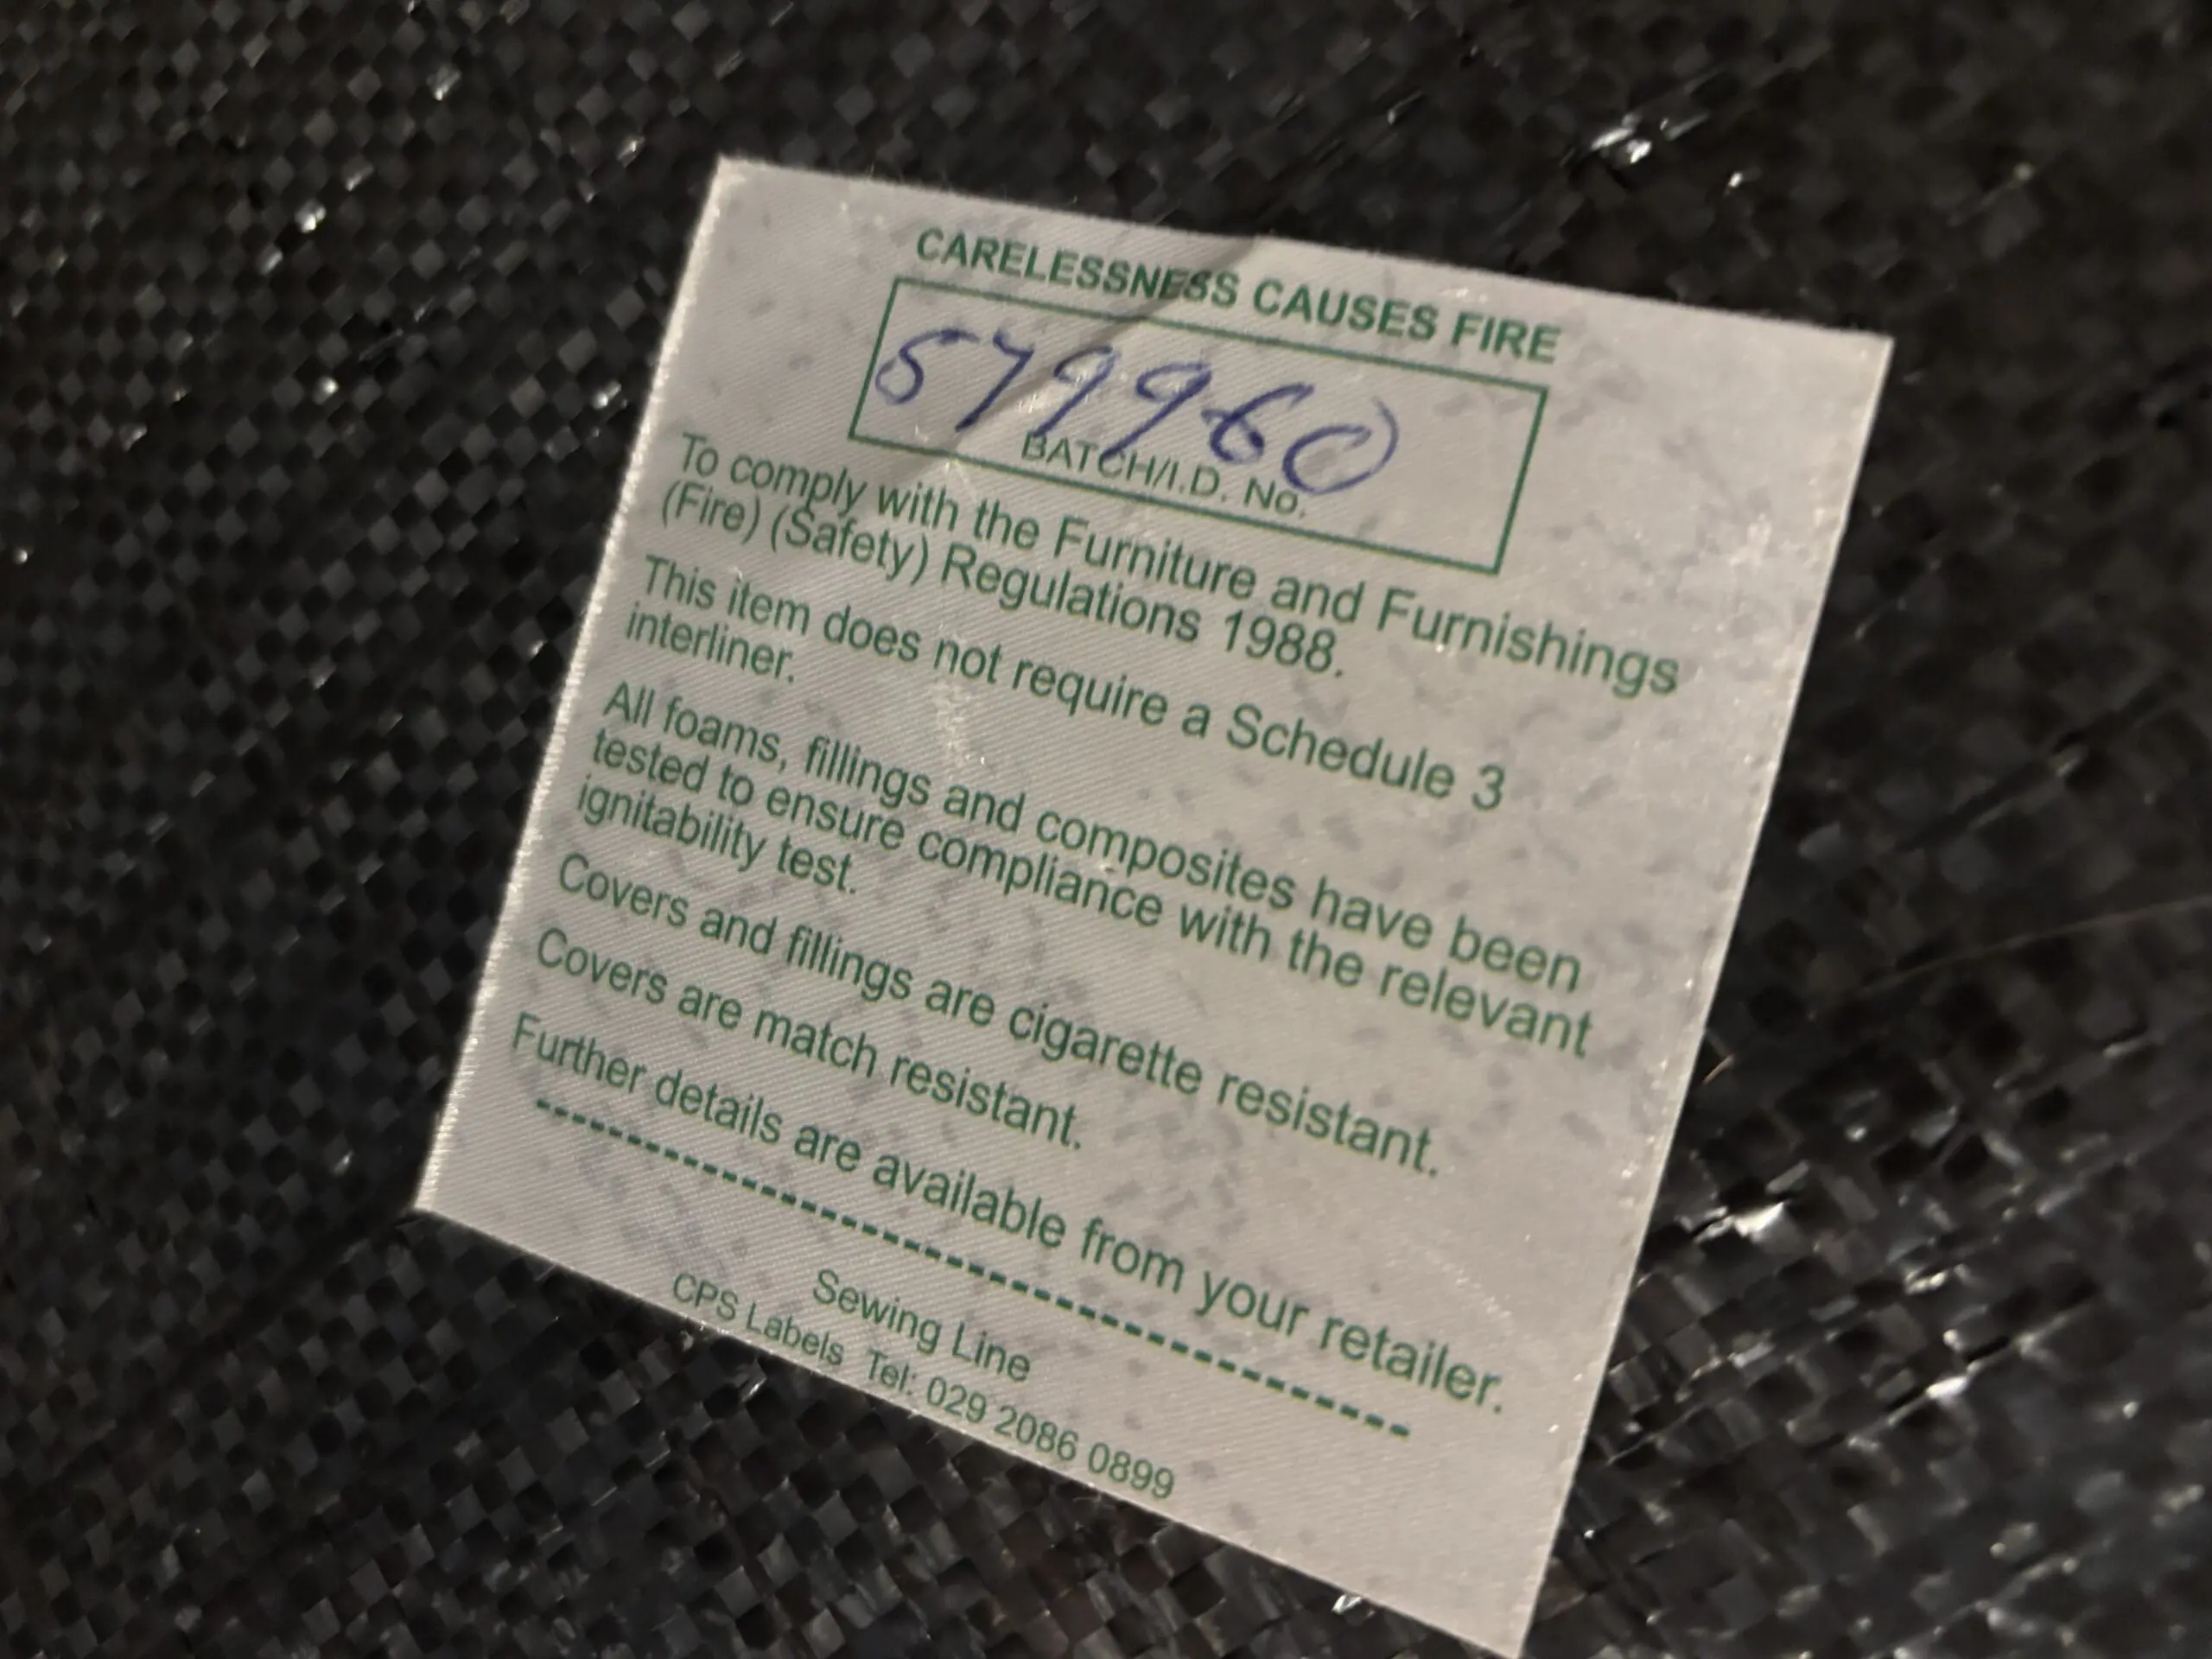 CARELESSNESS CAUSES FIRE
579960
BATCH/I.D. No.
To comply with the Furniture and Furnishings
(Fire) (Safety) Regulations 1988.
This item does not require a Schedule 3
interliner.
All foams, fillings and composites have been
tested to ensure compliance with the relevant
ignitability test.
Covers and fillings are cigarette resistant.
Covers are match resistant.
Further details are available from your retailer.
Sewing Line
CPS Labels Tel: 029 2086 0899